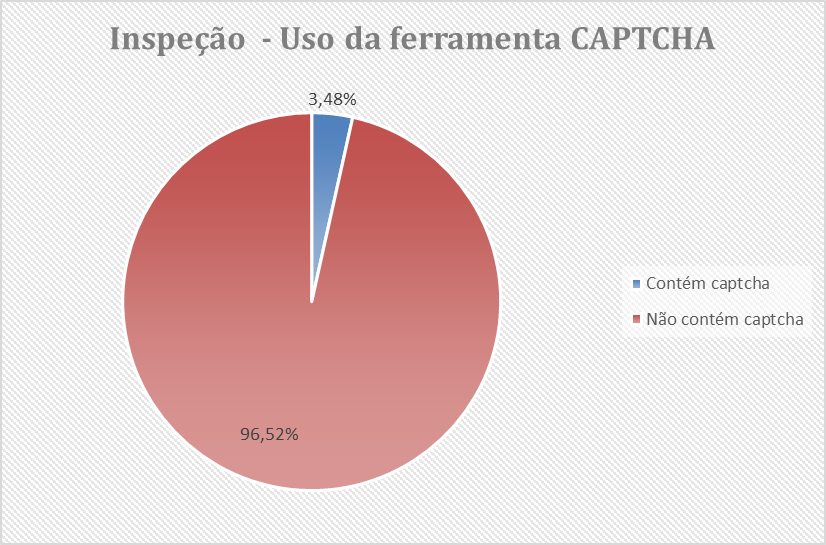 Inspeção  - Uso da ferramenta CAPTCHA
3,48%
Contém captcha
Não contém captcha
96,52%